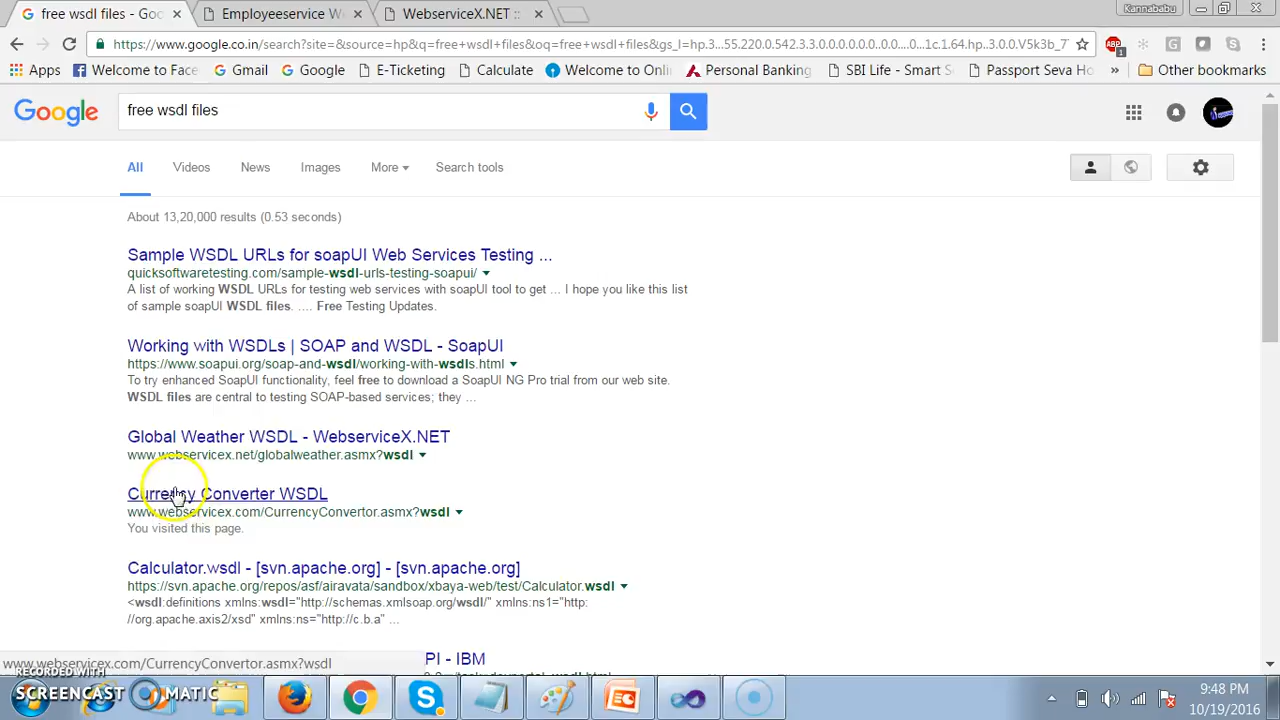 free wsdl files - Goo
Employeeservice We
WebserviceX.NET ::
Kannababu
https://www.google.co.in/search?site=&source=hp&q=free+wsdl+files&oq=free+wsdl+files&gs_l=hp.3...55.220.0.542.3.3.0.0.0.0.0.0..0.0....0...1c.1.64.hp..3.0.0.0.V5k3b_7
ABP
1
Apps
Welcome to Face
Gmail
Google
E-Ticketing
Calculate
Welcome to Onli
Personal Banking
SBI Life - Smart S
Passport Seva Ho
»
Other bookmarks
Google
free wsdl files
All
Videos
News
Images
More
Search tools
About 13,20,000 results (0.53 seconds)
Sample WSDL URLs for soapUI Web Services Testing ...
quicksoftwaretesting.com/sample-wsdl-urls-testing-soapui/
A list of working WSDL URLs for testing web services with soapUI tool to get ... I hope you like this list
of sample soapUI WSDL files. .... Free Testing Updates.
Working with WSDLs | SOAP and WSDL - SoapUI
https://www.soapui.org/soap-and-wsdl/working-with-wsdls.html
To try enhanced SoapUI functionality, feel free to download a SoapUI NG Pro trial from our web site.
WSDL files are central to testing SOAP-based services; they ...
Global Weather WSDL - WebserviceX.NET
www.webservicex.net/globalweather.asmx?wsdl
Currency Converter WSDL
www.webservicex.com/CurrencyConvertor.asmx?wsdl
You visited this page.
Calculator.wsdl - [svn.apache.org] - [svn.apache.org]
https://svn.apache.org/repos/asf/airavata/sandbox/xbaya-web/test/Calculator.wsdl
<wsdl:definitions xmlns:wsdl="http://schemas.xmlsoap.org/wsdl/" xmlns:ns1="http:
//org.apache.axis2/xsd" xmlns:ns="http://c.b.a" ...
PI - IBM
www.webservicex.com/CurrencyConvertor.asmx?wsdl
RECORDED WITH
SCREENCAST MATIC
9:48 PM
10/19/2016